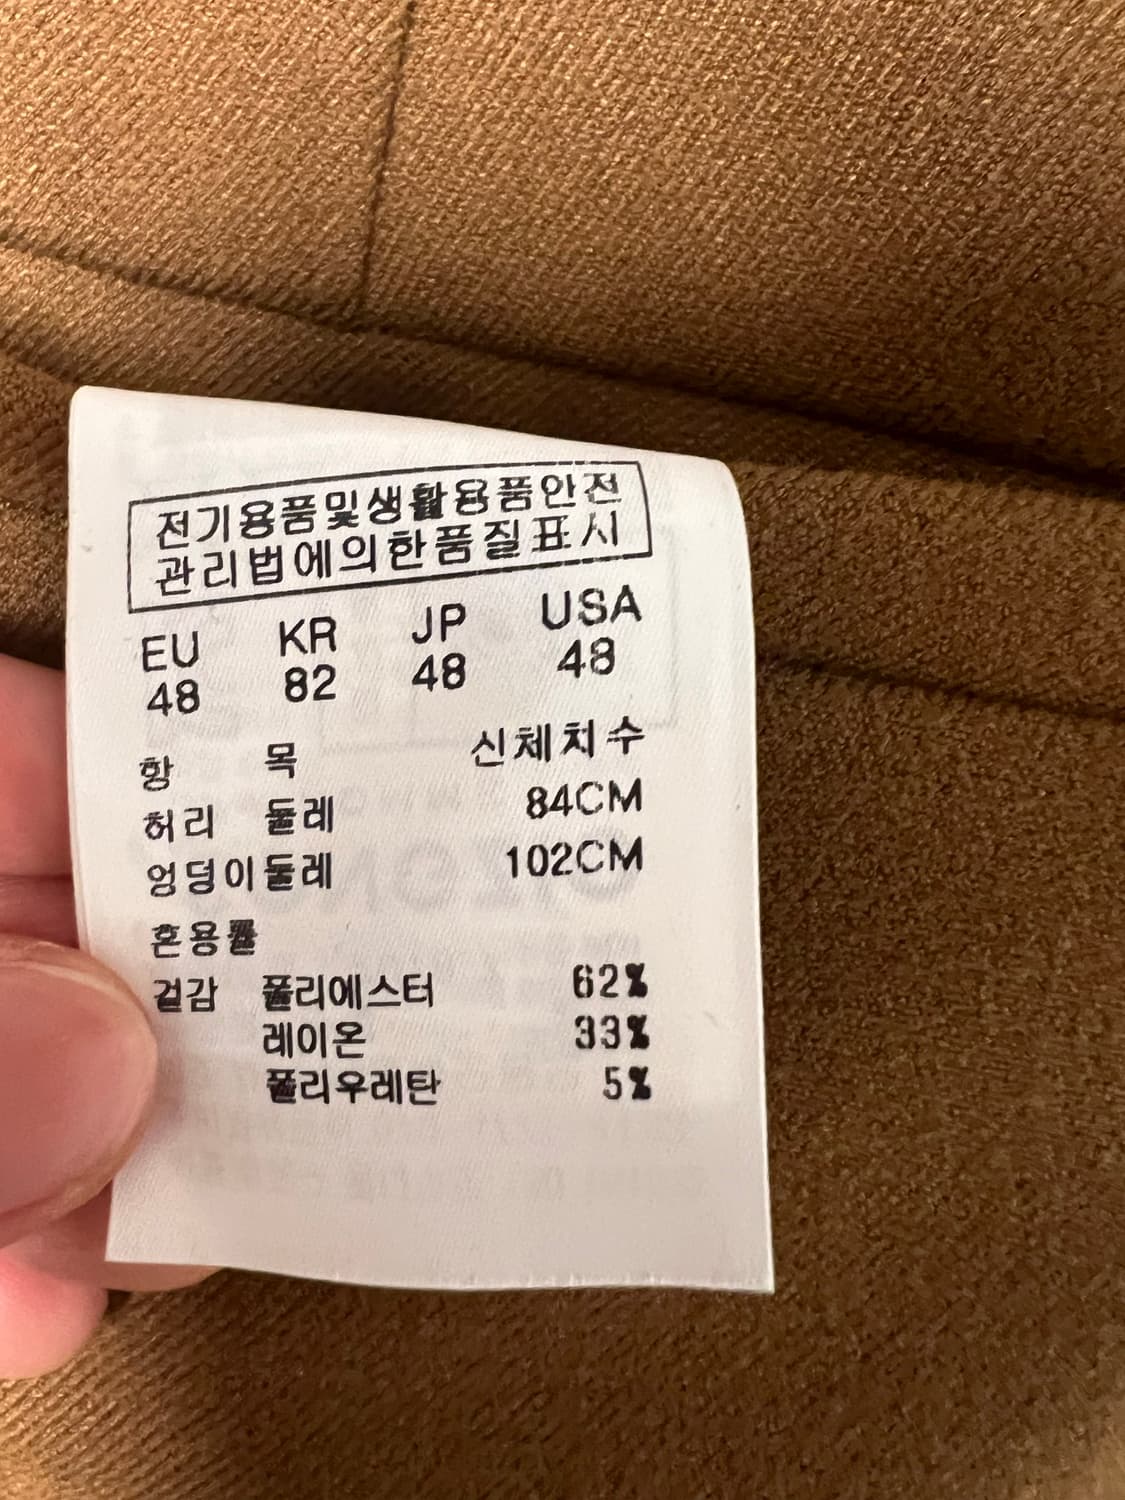 전기용품및생활용품안전
관리법에의한품질표시
EU KR JP USA
48 82 48 48
항 목 신체치수
허리 둘레 84CM
엉덩이둘레 102CM
혼용률
겉감 폴리에스터 62%
레이온 33%
폴리우레탄 5%